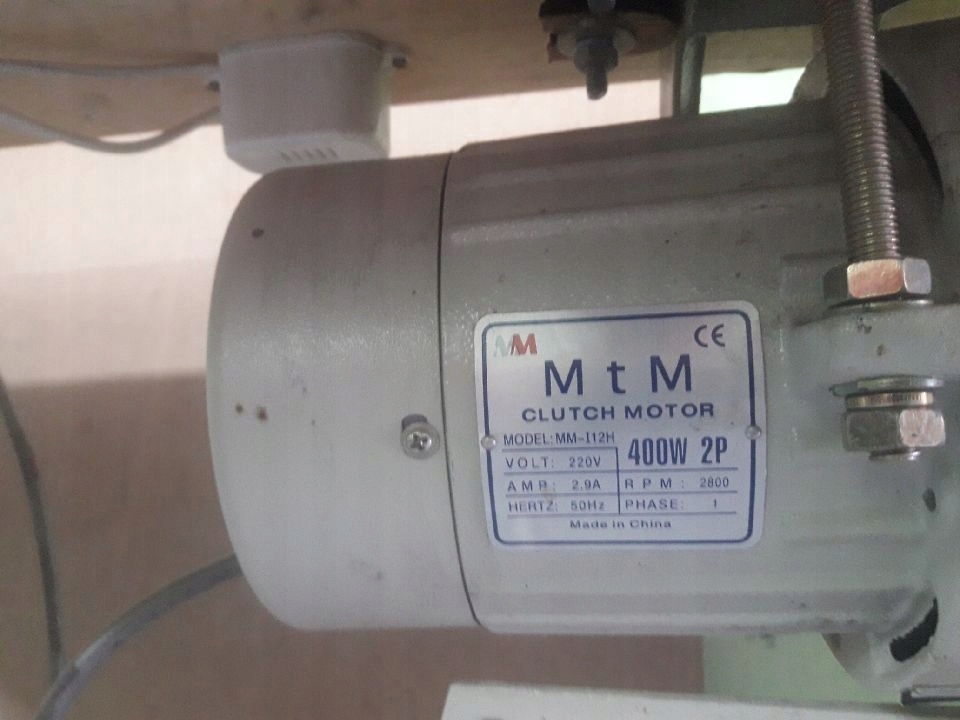 MM
CE
M t M
CLUTCH MOTOR
MODEL: MM-I12H
400W 2P
VOLT: 220V
AMP: 2.9A
RPM: 2800
HERTZ: 50Hz
PHASE: 1
Made in China